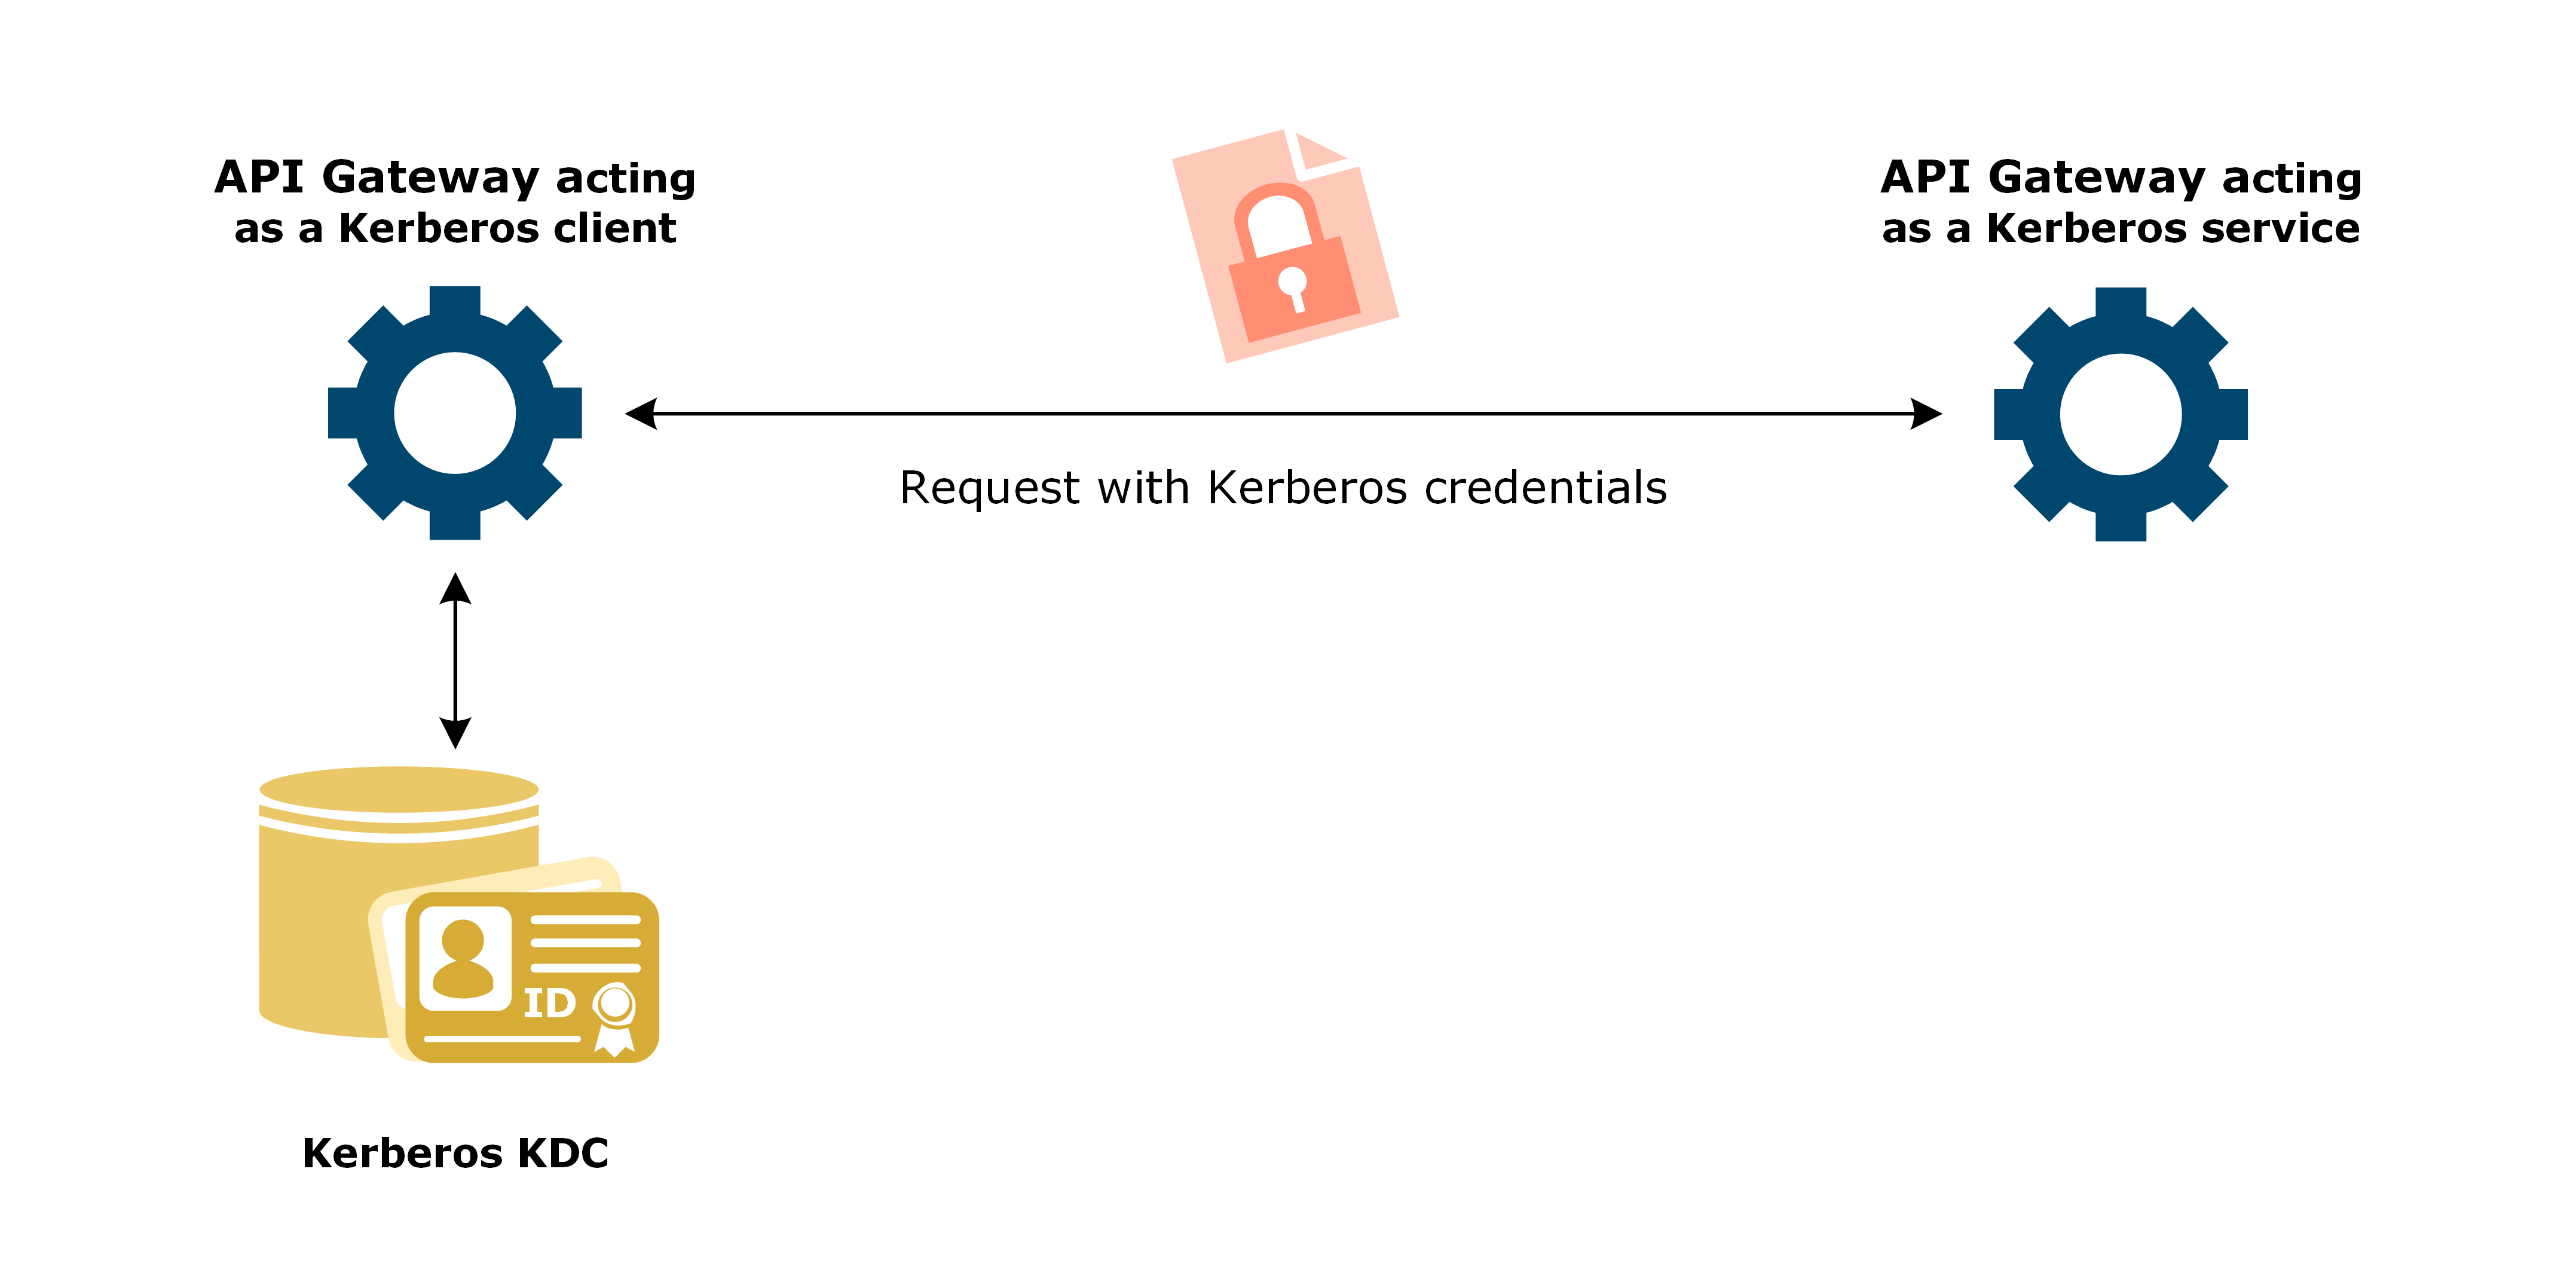 API Gateway acting
as a Kerberos client
API Gateway acting
as a Kerberos service
Request with Kerberos credentials
ID
Kerberos KDC